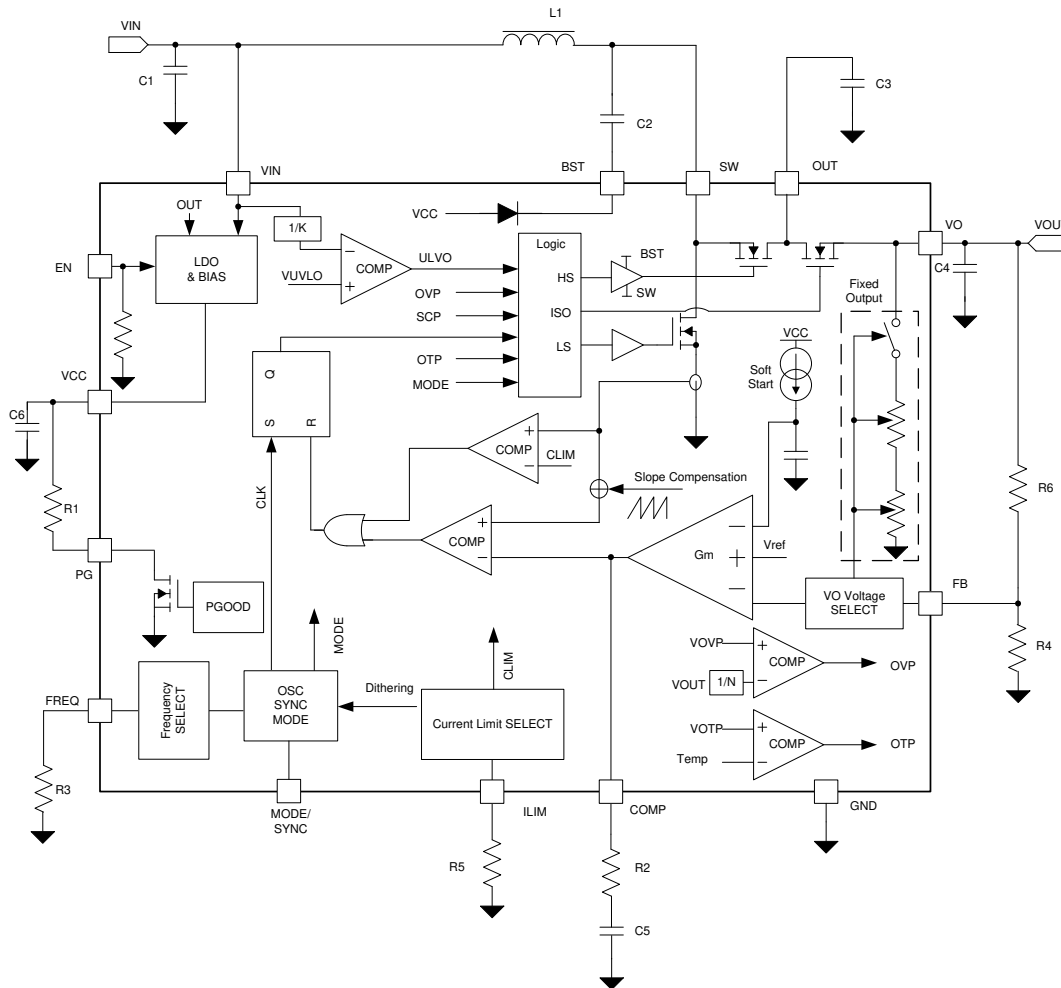 L1
VIN
C1
C3
C2
VIN
BST
SW
OUT
OUT
VCC
1/K
Logic
BST
VO
VOU
EN
LDO
& BIAS
COMP
ULVO
VUVLO
HS
SW
C4
Fixed
Output
OVP
SCP
ISO
VCC
LS
OTP
MODE
Soft
Start
VCC
Q
S
R
C6
COMP
CLIM
Slope Compensation
R1
CLK
R6
COMP
Gm
Vref
PG
PGOOD
VO Voltage
SELECT
FB
MODE
CLIM
VOVP
COMP
OVP
R4
VOUT
1/N
FREQ
Frequency
SELECT
OSC
SYNC
MODE
Dithering
Current Limit SELECT
VOTP
COMP
OTP
Temp
R3
MODE/
SYNC
ILIM
COMP
GND
R5
R2
C5